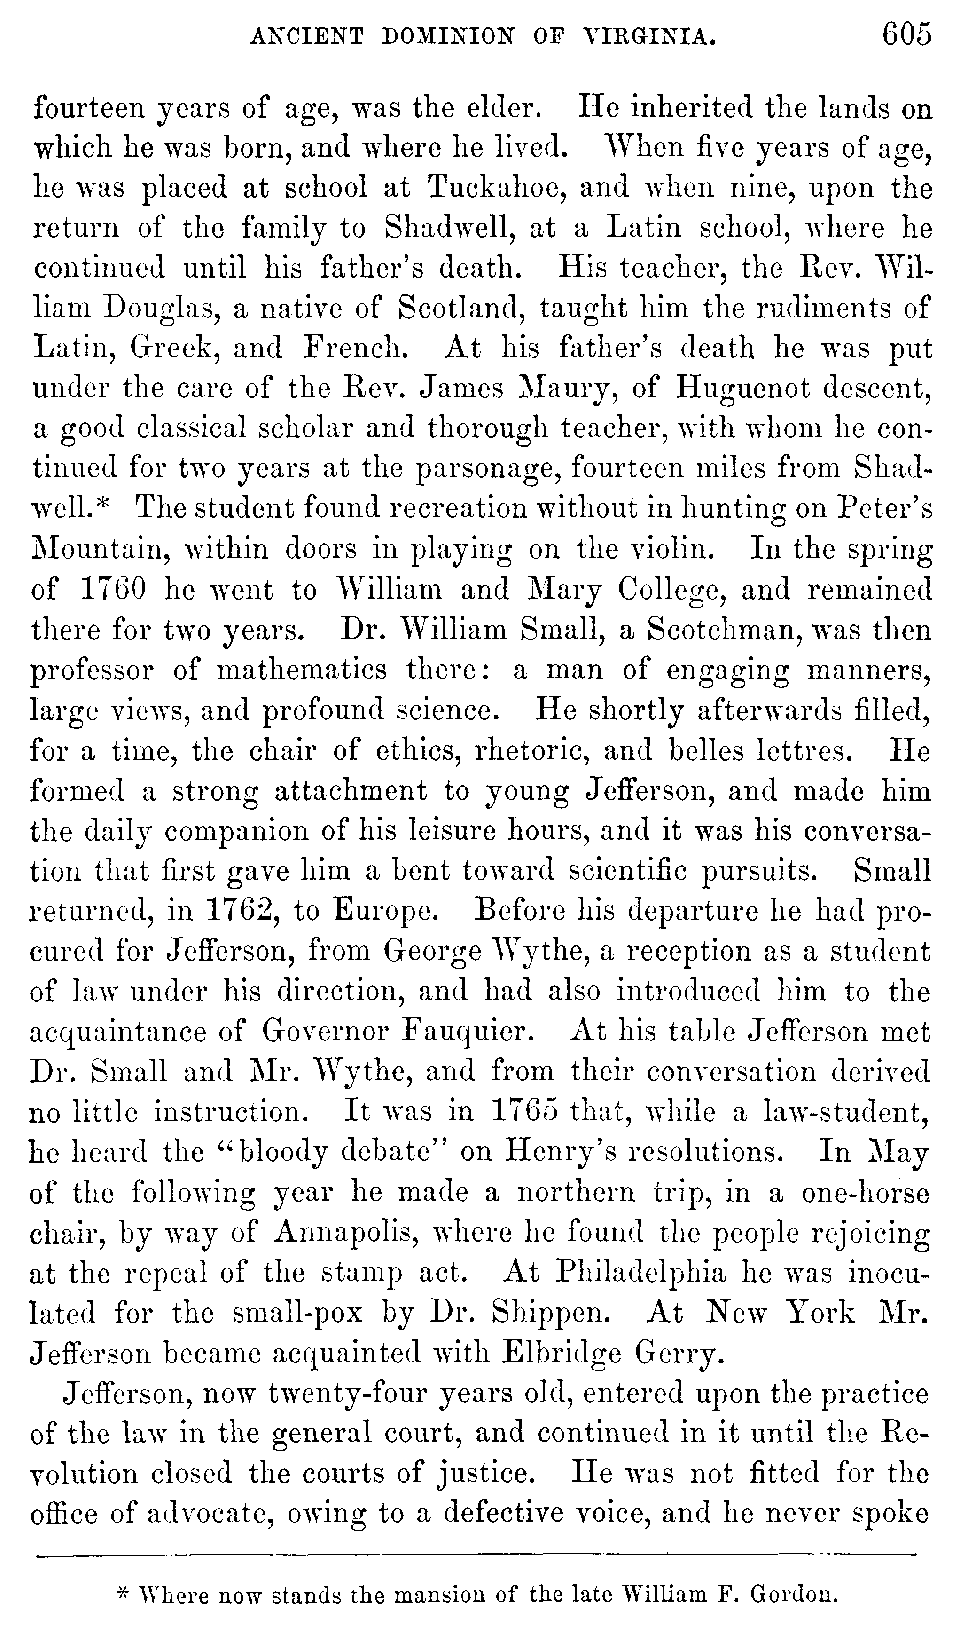 ANCIENT DOMINION OF VIRGINIA. 605
fourteen years of age, was the elder. He inherited the lands on
which he was born, and where he lived. When five years of age,
he was placed at school at Tuckahoe, and when nine, upon the
return of the family to Shadwell, at a Latin school, where he
continued until his father's death. His teacher, the Rev. Wil-
liam Douglas, a native of Scotland, taught him the rudiments of
Latin, Greek, and French. At his father's death he was put
under the care of the Rev. James Maury, of Huguenot descent,
a good classical scholar and thorough teacher, with whom he con-
tinued for two years at the parsonage, fourteen miles from Shad-
well.* The student found recreation without in hunting on Peter's
Mountain, within doors in playing on the violin. In the spring
of 1760 he went to William and Mary College, and remained
there for two years. Dr. William Small, a Scotchman, was then
professor of mathematics there: a man of engaging manners,
large views, and profound science. He shortly afterwards filled,
for a time, the chair of ethics, rhetoric, and belles lettres. He
formed a strong attachment to young Jefferson, and made him
the daily companion of his leisure hours, and it was his conversa-
tion that first gave him a bent toward scientific pursuits. Small
returned, in 1762, to Europe. Before his departure he had pro-
cured for Jefferson, from George Wythe, a reception as a student
of law under his direction, and had also introduced him to the
acquaintance of Governor Fauquier. At his table Jefferson met
Dr. Small and Mr. Wythe, and from their conversation derived
no little instruction. It was in 1765 that, while a law-student,
he heard the "bloody debate" on Henry's resolutions. In May
of the following year he made a northern trip, in a one-horse
chair, by way of Annapolis, where he found the people rejoicing
at the repeal of the stamp act. At Philadelphia he was inocu-
lated for the small-pox by Dr. Shippen. At New York Mr.
Jefferson became acquainted with Elbridge Gerry.
Jefferson, now twenty-four years old, entered upon the practice
of the law in the general court, and continued in it until the Re-
volution closed the courts of justice. He was not fitted for the
office of advocate, owing to a defective voice, and he never spoke
* Where now stands the mansion of the late William F. Gordon.